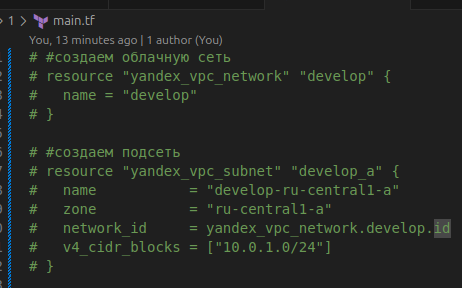 1 > main.tf
You, 13 minutes ago | 1 author (You)
# #создаем облачную сеть
# resource "yandex_vpc_network" "develop" {
#   name = "develop"
# }
# #создаем подсеть
# resource "yandex_vpc_subnet" "develop_a" {
#   name           = "develop-ru-central1-a"
#   zone           = "ru-central1-a"
#   network_id     = yandex_vpc_network.develop.id
#   v4_cidr_blocks = ["10.0.1.0/24"]
# }